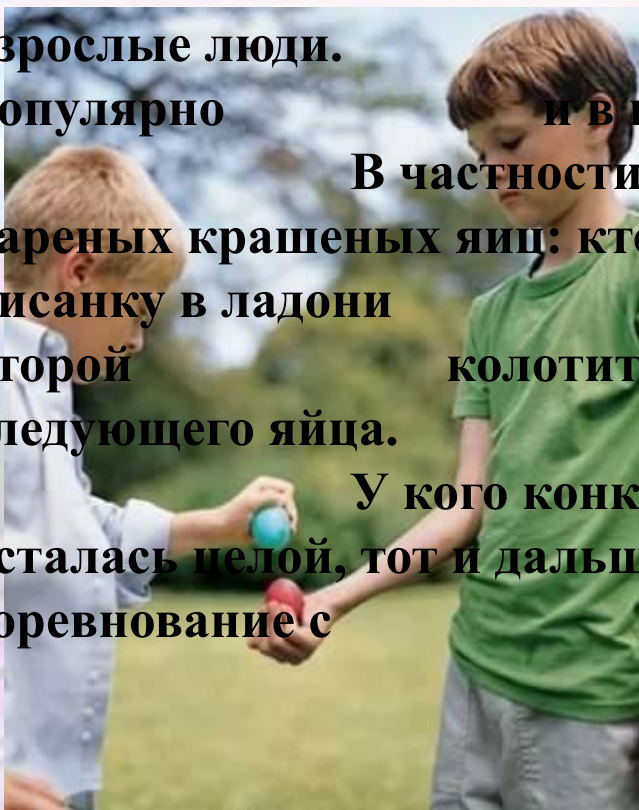 зрослые люди.
опулярно и в
В частности
ареных крашеных яиц: кто
исанку в ладони
торой колотит
ледующего яйца.
У кого конк
сталась целой, тот и дальш
оревнование с